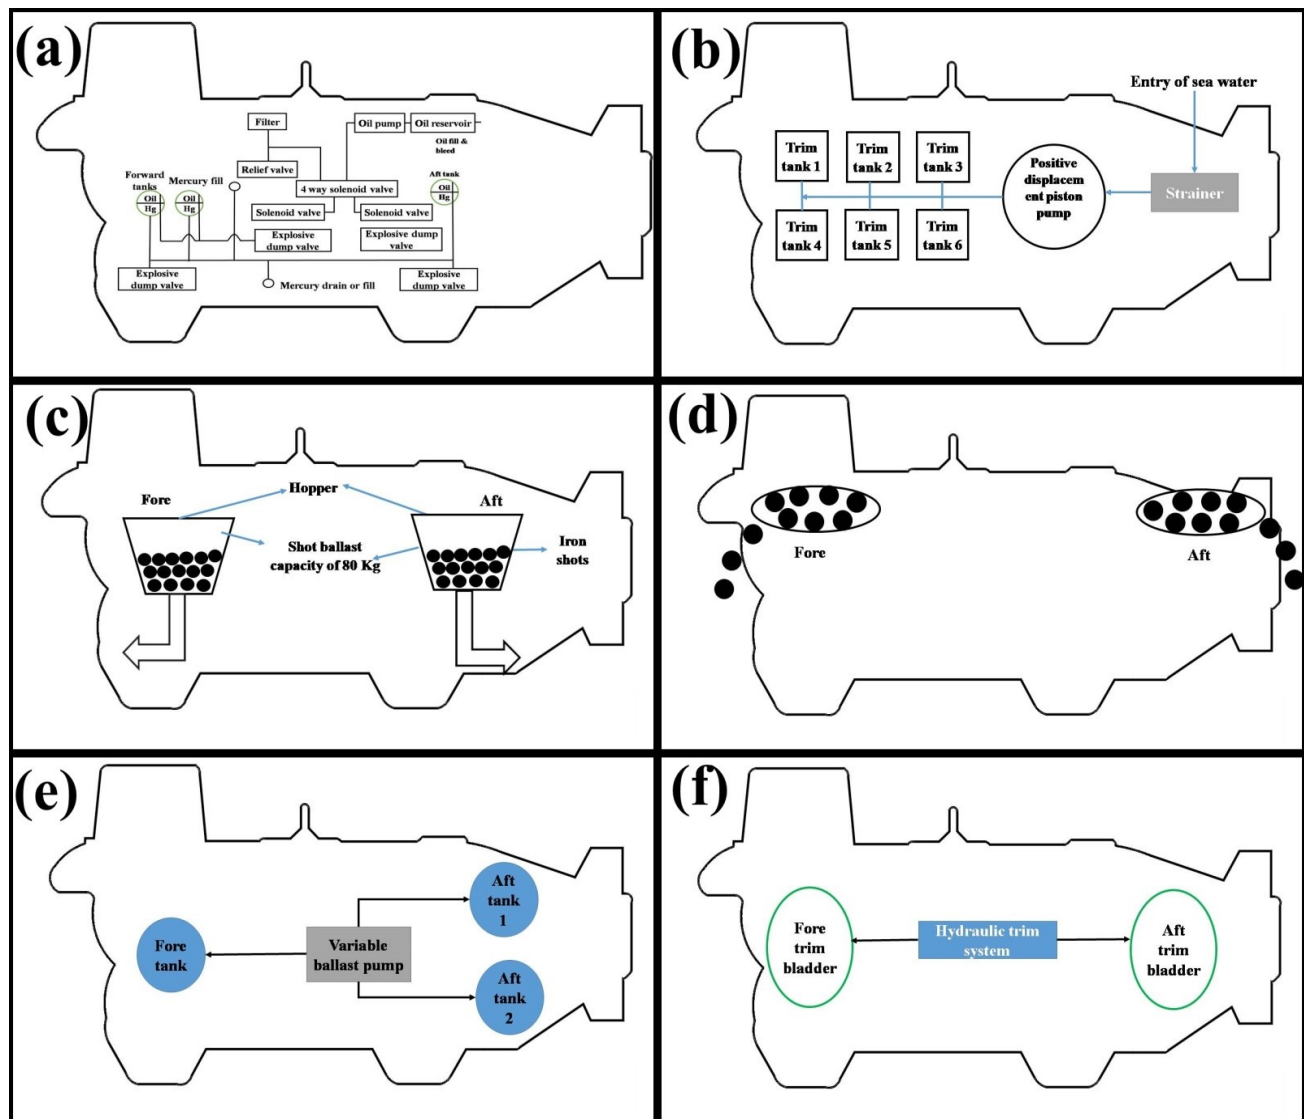 (a)
Filter
Oil pump
Oil reservoir
Oil fill &
bleed
Relief valve
Forward
tanks
Mercury fill
Aft tank
4 way solenoid valve
Oil
Hg
Oil
Hg
Oil
Hg
Solenoid valve
Solenoid valve
Explosive
dump valve
Explosive dump
valve
Explosive
dump valve
Mercury drain or fill
Explosive
dump valve
(b)
Entry of sea water
Trim
tank 1
Trim
tank 2
Trim
tank 3
Positive
displacem
ent piston
pump
Strainer
Trim
tank 4
Trim
tank 5
Trim
tank 6
(c)
Fore
Hopper
Aft
Shot ballast
capacity of 80 Kg
Iron
shots
(d)
Fore
Aft
(e)
Fore
tank
Variable
ballast pump
Aft
tank
1
Aft
tank
2
(f)
Fore
trim
bladder
Hydraulic trim
system
Aft
trim
bladder